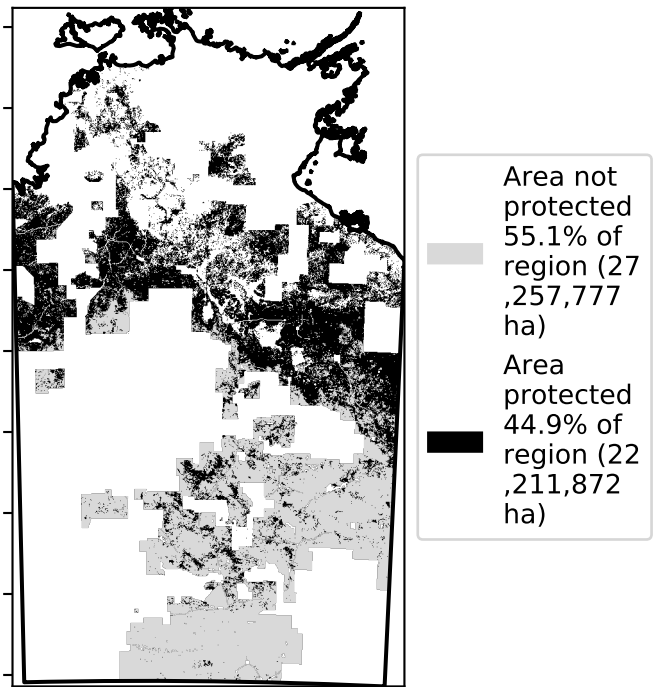 Area not
protected
55.1% of
region (27
,257,777
ha)
Area
protected
44.9% of
region (22
,211,872
ha)